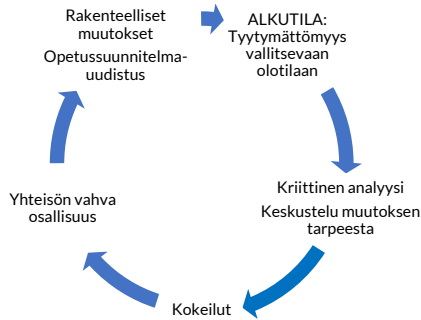 ALKUTILA:
Tyytymättömyys
vallitsevaan
olotilaan
Kriittinen analyysi
Keskustelu muutoksen
tarpeesta
Kokeilut
Yhteisön vahva
osallisuus
Rakenteelliset
muutokset
Opetussuunnitelma-
uudistus